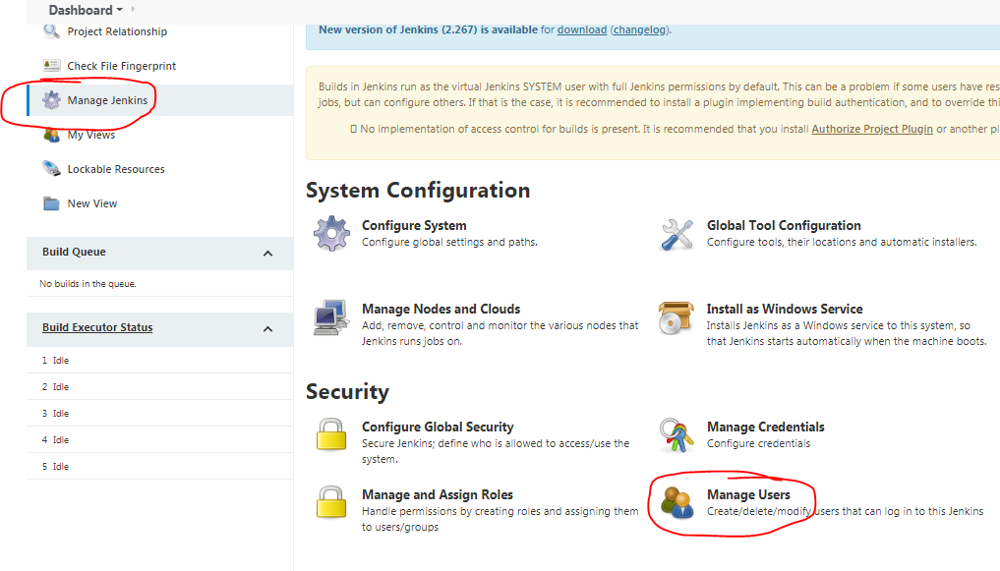 Dashboard
Project Relationship
Check File Fingerprint
Manage Jenkins
My Views
Lockable Resources
New View
Build Queue
No builds in the queue.
Build Executor Status
1 Idle
2 Idle
3 Idle
4 Idle
5 Idle
New version of Jenkins (2.267) is available for download (changelog).
Builds in Jenkins run as the virtual Jenkins SYSTEM user with full Jenkins permissions by default. This can be a problem if some users have res
jobs, but can configure others. If that is the case, it is recommended to install a plugin implementing build authentication, and to override thi
No implementation of access control for builds is present. It is recommended that you install Authorize Project Plugin or another pl
System Configuration
Configure System
Configure global settings and paths.
Global Tool Configuration
Configure tools, their locations and automatic installers.
Manage Nodes and Clouds
Add, remove, control and monitor the various nodes that
Jenkins runs jobs on.
Install as Windows Service
Installs Jenkins as a Windows service to this system, so
that Jenkins starts automatically when the machine boots.
Security
Configure Global Security
Secure Jenkins; define who is allowed to access/use the
system.
Manage Credentials
Configure credentials
Manage and Assign Roles
Handle permissions by creating roles and assigning them
to users/groups
Manage Users
Create/delete/modify users that can log in to this Jenkins